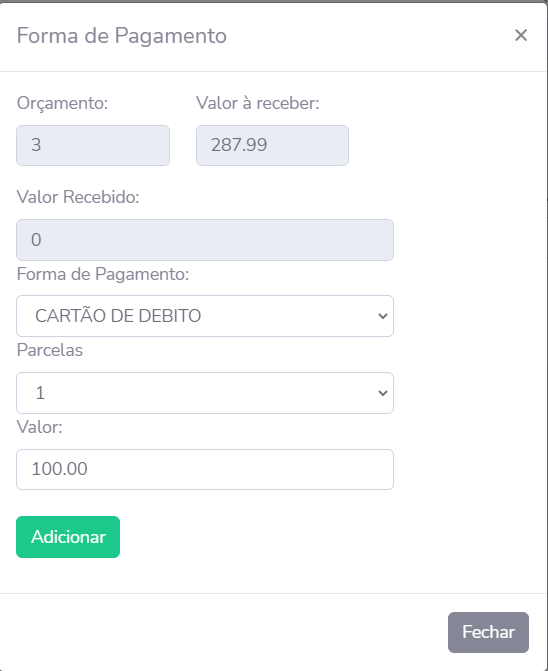 Forma de Pagamento ×
Orçamento: Valor à receber:
3 287.99
Valor Recebido:
0
Forma de Pagamento:
CARTÃO DE DEBITO
Parcelas
1
Valor:
100.00
Adicionar
Fechar